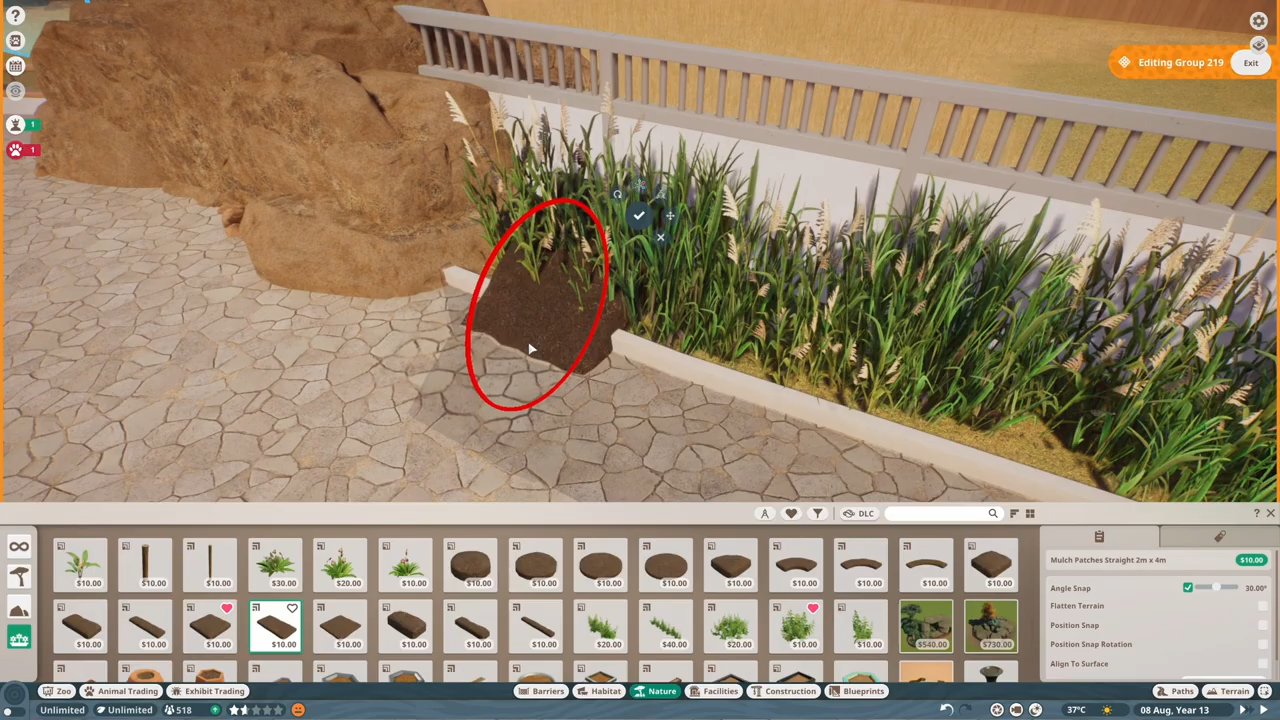 ?
1
1
Editing Group 219
Exit
DLC
? X
$10.00 $10.00 $10.00 $30.00 $20.00 $10.00 $10.00 $10.00 $10.00 $10.00 $10.00 $10.00 $10.00 $10.00 $10.00
$10.00 $10.00 $10.00 $10.00 $10.00 $10.00 $10.00 $10.00 $20.00 $40.00 $20.00 $10.00 $10.00 $540.00 $730.00
Mulch Patches Straight 2m x 4m $10.00
Angle Snap 30.00°
Flatten Terrain
Position Snap
Position Snap Rotation
Align To Surface
Zoo Animal Trading Exhibit Trading Barriers Habitat Nature Facilities Construction Blueprints Paths Terrain
Unlimited Unlimited 518 37°C 08 Aug, Year 13